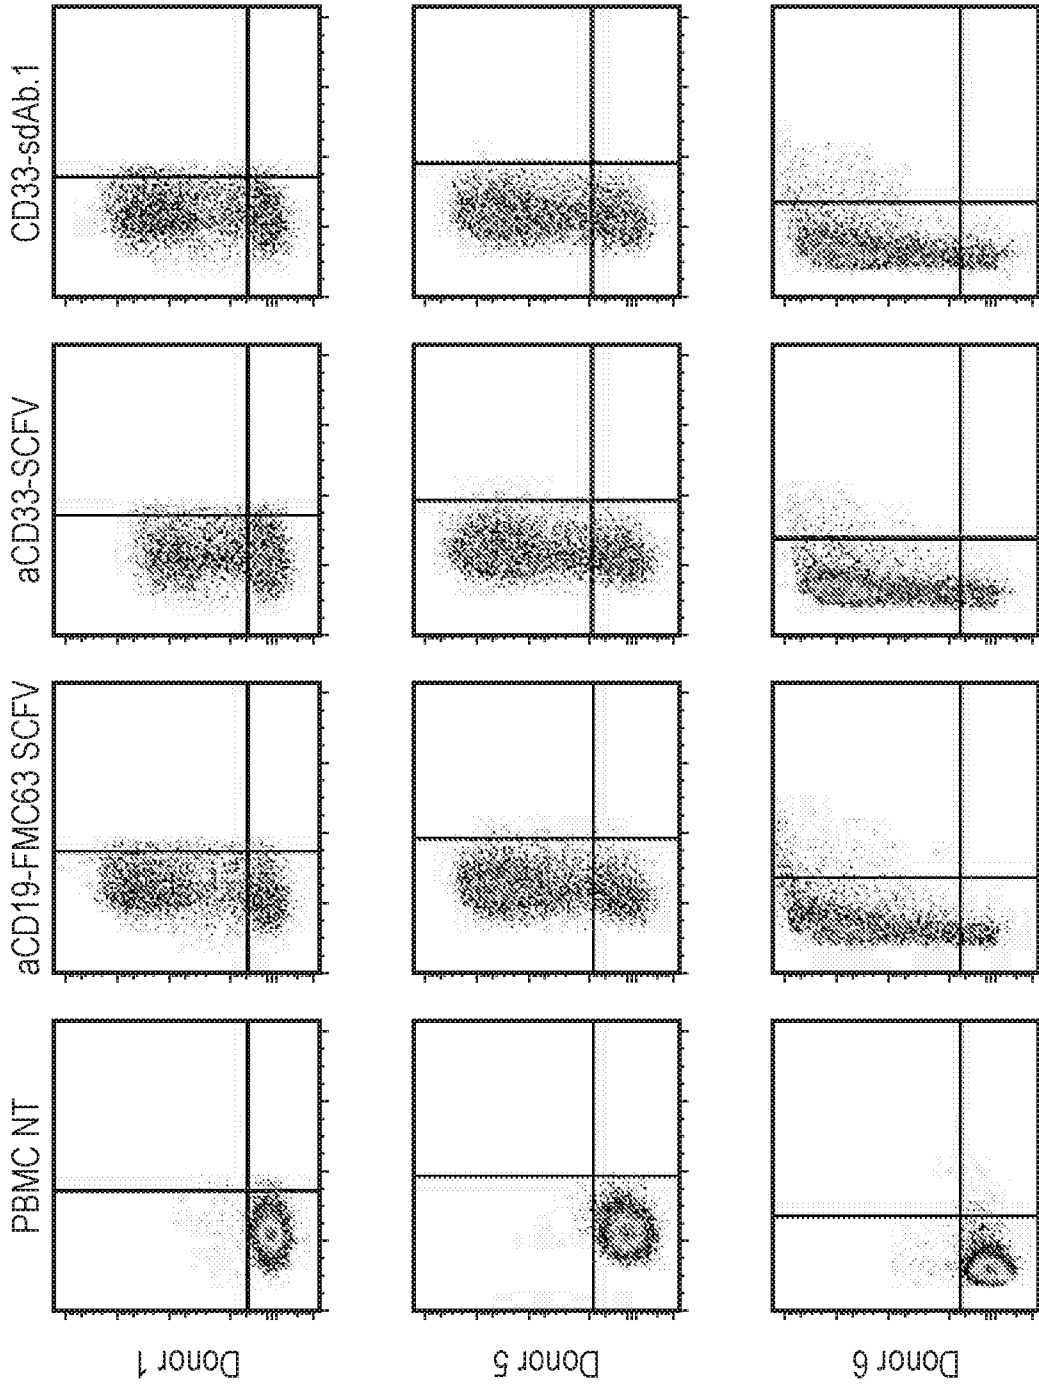 PBMC NT
aCD19-FMC63 SCFV
aCD33-SCFV
CD33-sdAb.1
Donor 1
Donor 5
Donor 6